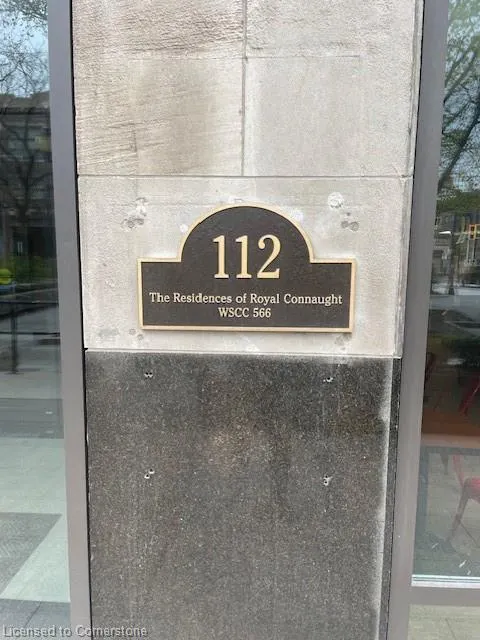 112
The Residences of Royal Connaught
WSCC 566
Licensed to Cornerstone